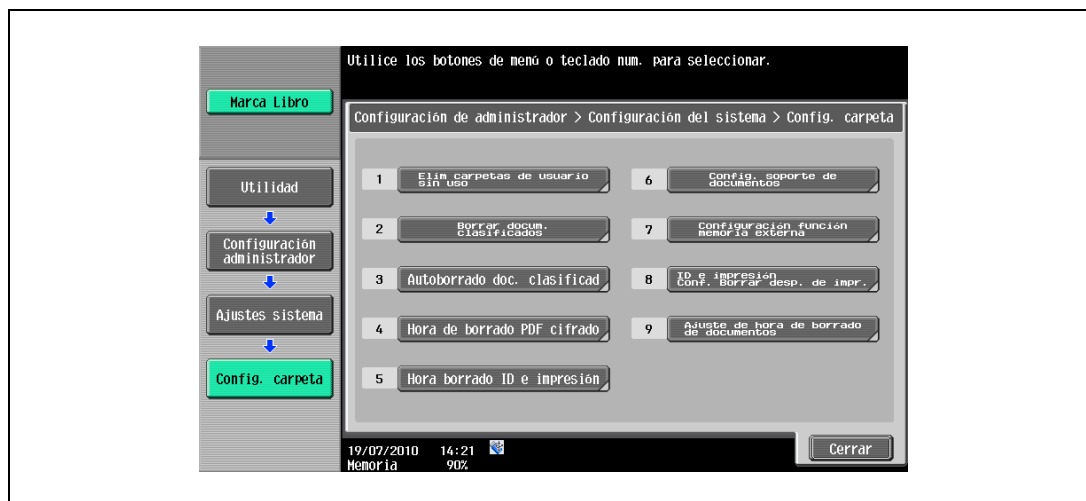 Utilice los botones de menú o teclado num. para seleccionar.
Marca Libro
Configuración de administrador > Configuración del sistema > Config. carpeta
Utilidad
Configuración
administrador
Ajustes sistema
Config. carpeta
1 Elim carpetas de usuario
sin uso
2 Borrar docum.
clasificados
3 Autoborrado doc. clasificad
4 Hora de borrado PDF cifrado
5 Hora borrado ID e impresión
6 Config. soporte de
documentos
7 Configuración función
memoria externa
8 ID e impresión
Conf. Borrar desp. de impr.
9 Ajuste de hora de borrado
de documentos
19/07/2010 14:21
Memoria 90%
Cerrar